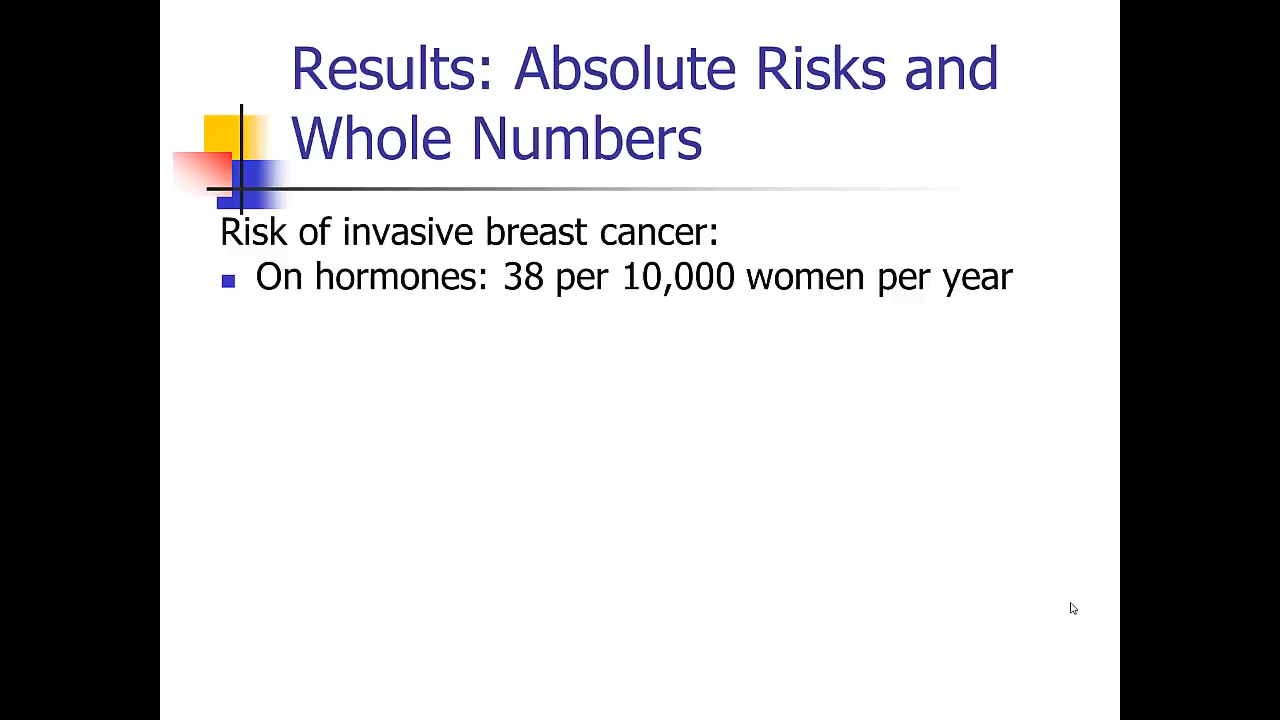 Results: Absolute Risks and
Whole Numbers
Risk of invasive breast cancer:
On hormones: 38 per 10,000 women per year